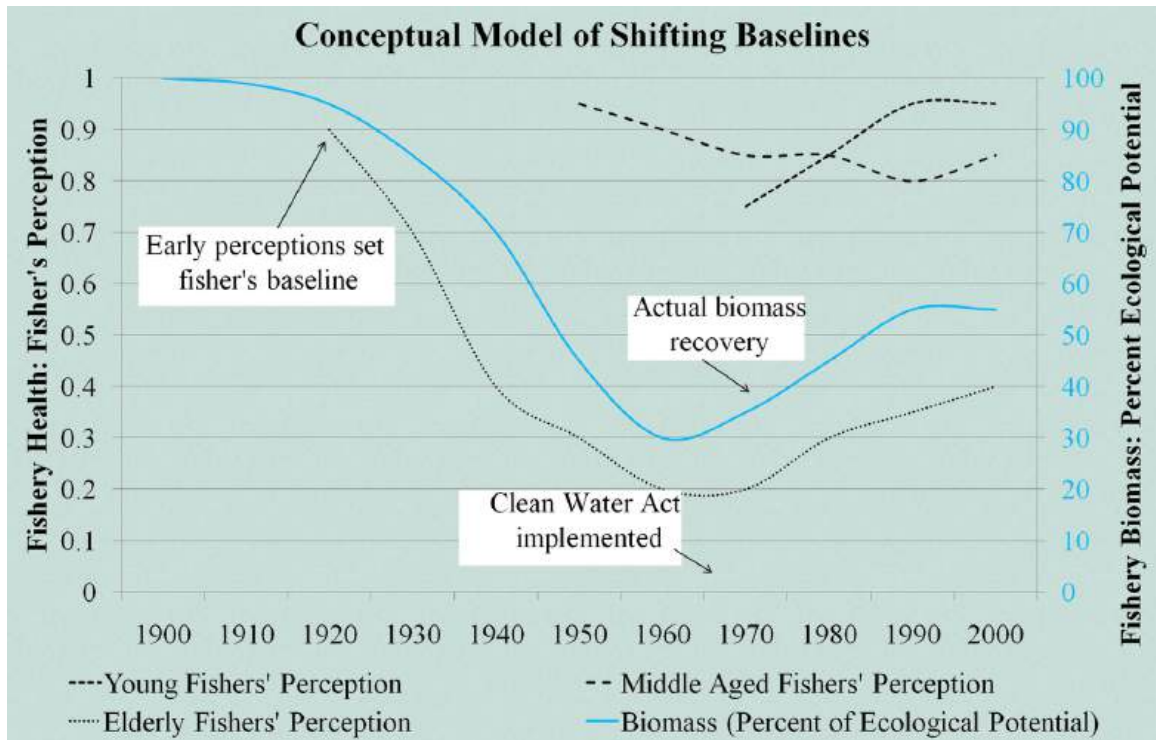 Conceptual Model of Shifting Baselines
Fishery Health: Fisher's Perception
1
0.9
0.8
0.7
0.6
0.5
0.4
0.3
0.2
0.1
0
Early perceptions set
fisher's baseline
Actual biomass
recovery
Clean Water Act
implemented
100
90
80
70
60
50
40
30
20
10
0
Fishery Biomass: Percent Ecological Potential
1900 1910 1920 1930 1940 1950 1960 1970 1980 1990 2000
Young Fishers' Perception
Middle Aged Fishers' Perception
Elderly Fishers' Perception
Biomass (Percent of Ecological Potential)